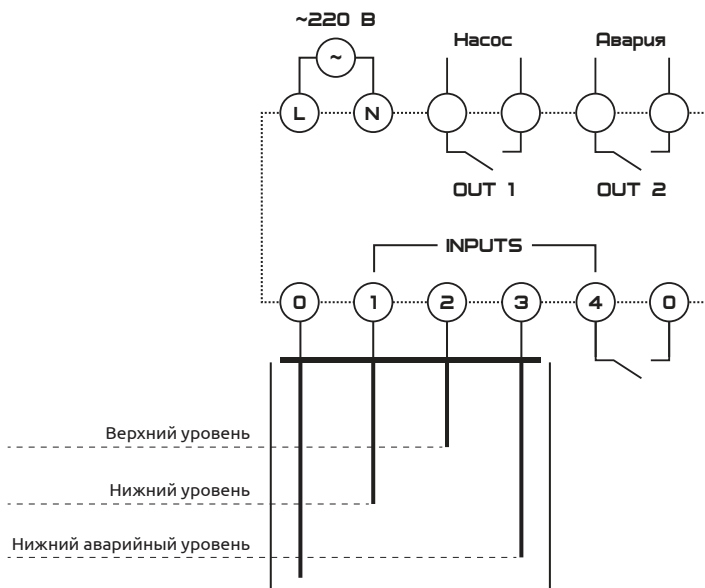 ~220 В
~
Насос
Авария
L
N
OUT 1
OUT 2
INPUTS
0
1
2
3
4
0
Верхний уровень
Нижний уровень
Нижний аварийный уровень